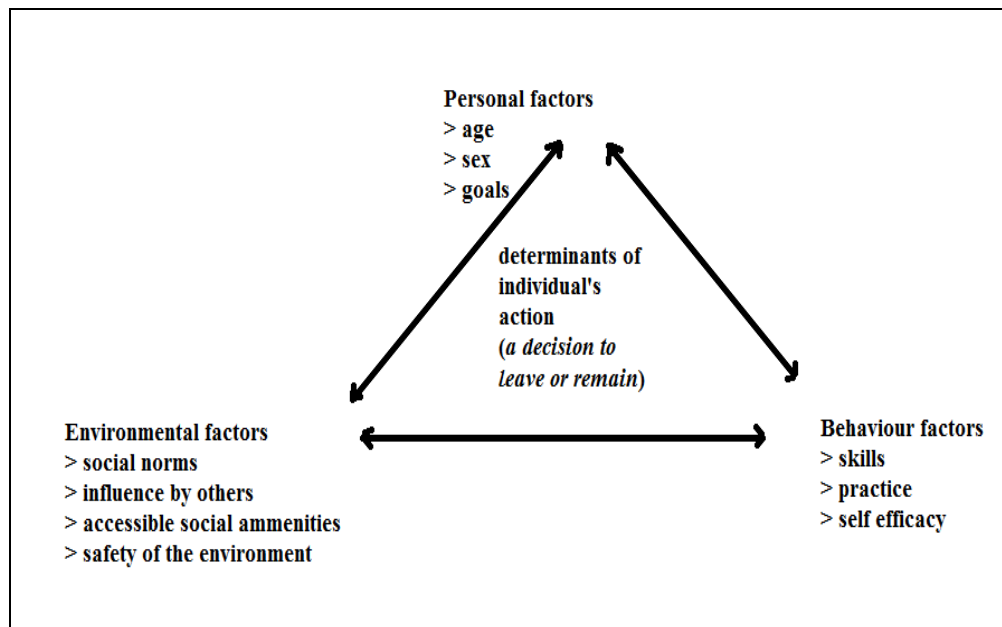 Personal factors
> age
> sex
> goals
determinants of
individual's
action
(a decision to
leave or remain)
Environmental factors
> social norms
> influence by others
> accessible social ammenities
> safety of the environment
Behaviour factors
> skills
> practice
> self efficacy